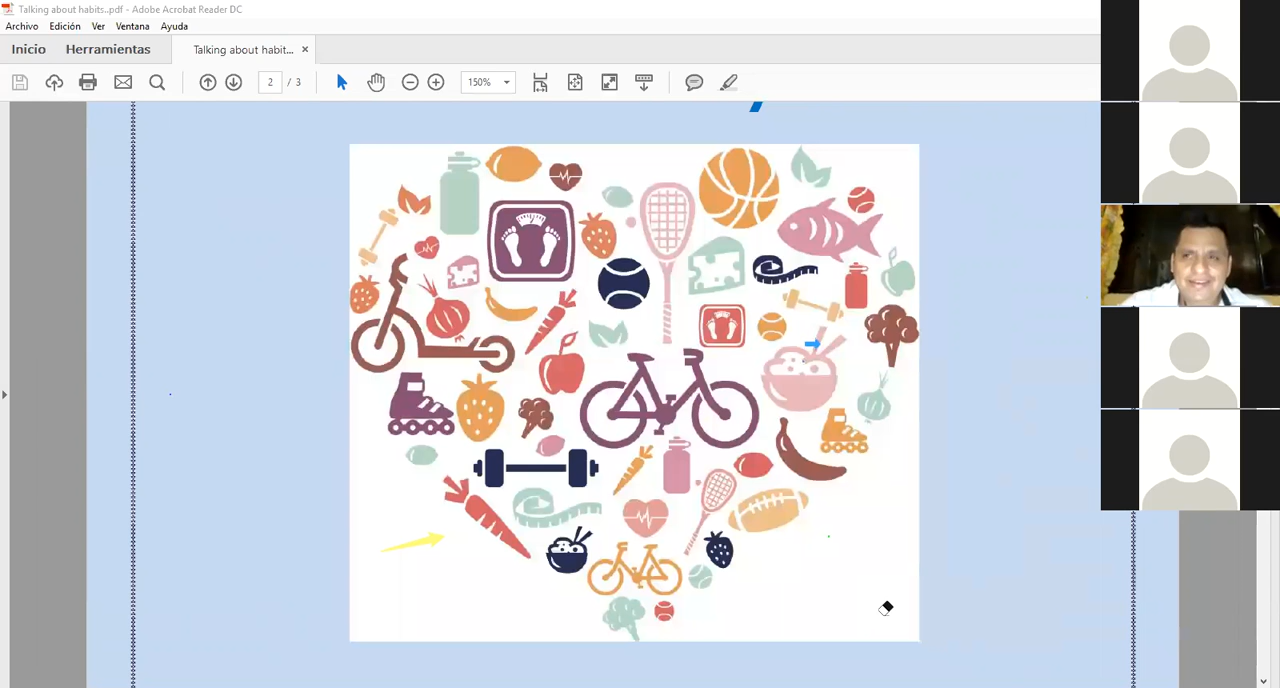 Talking about habits..pdf - Adobe Acrobat Reader DC
Archivo Edición Ver Ventana Ayuda
Inicio Herramientas Talking about habit... ×
2 / 3 150%